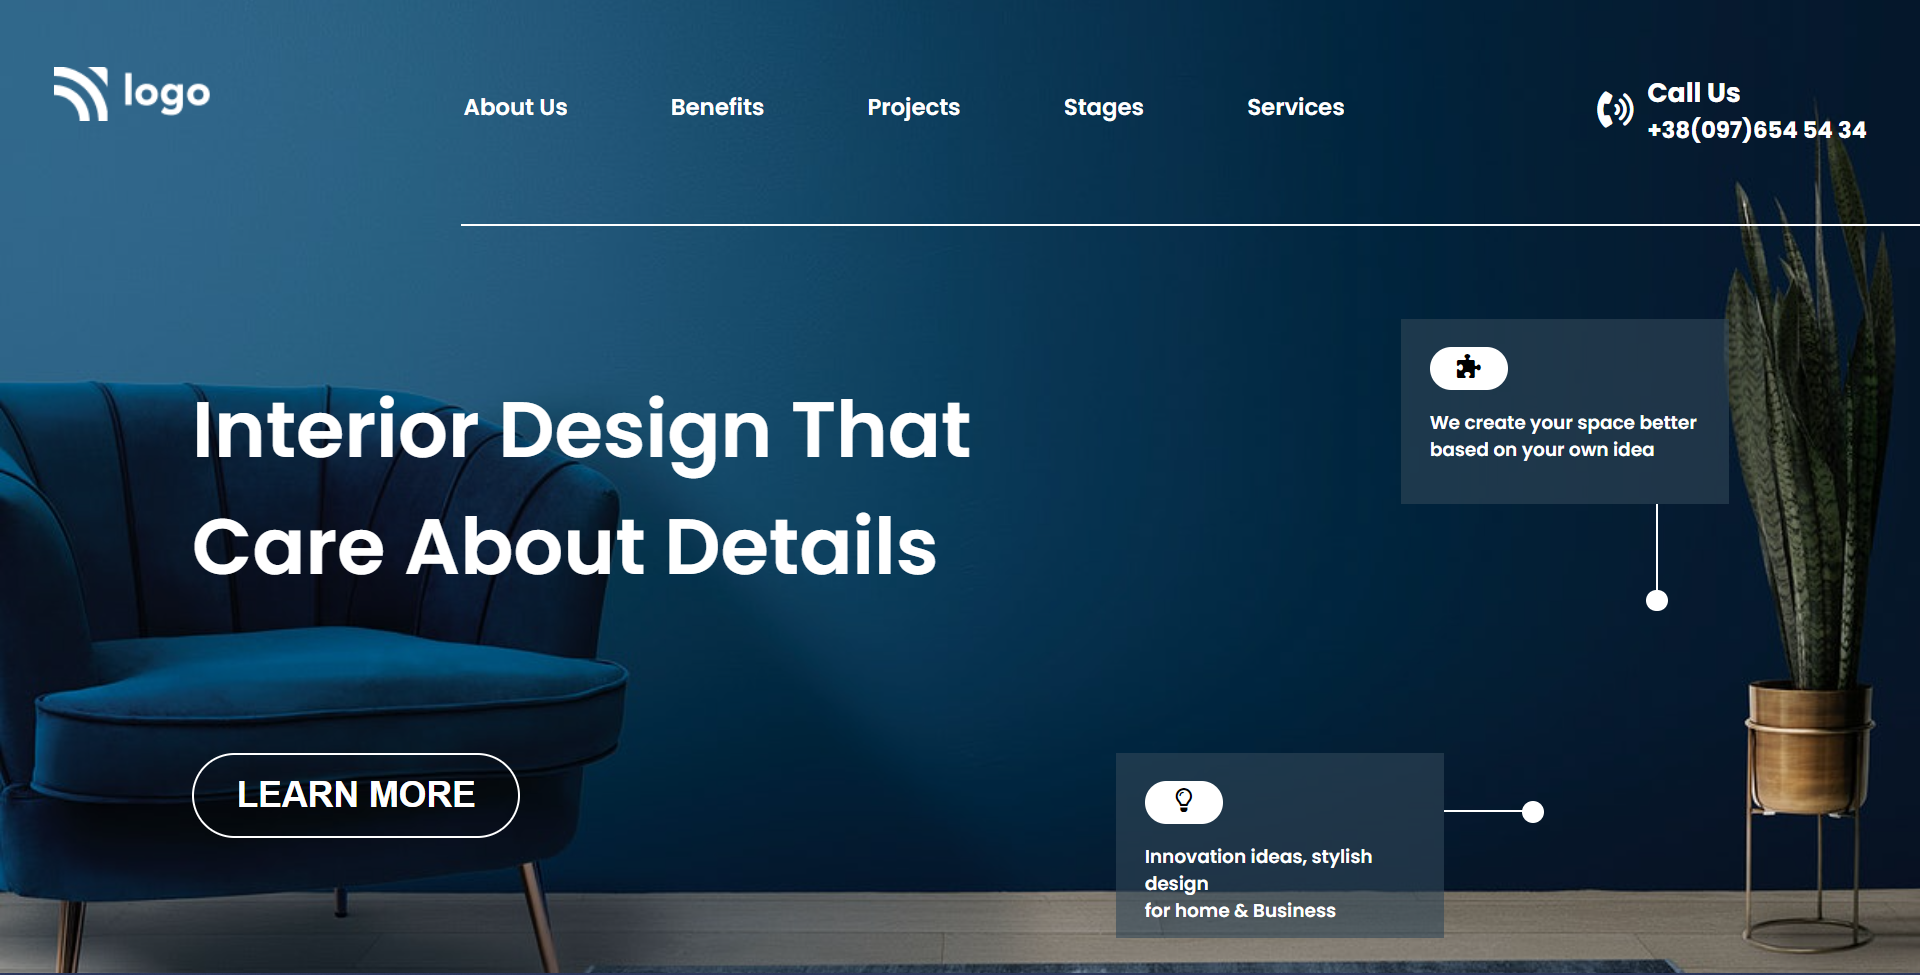 logo
About Us
Benefits
Projects
Stages
Services
Call Us
+38(097)654 54 34
Interior Design That
Care About Details
LEARN MORE
We create your space better
based on your own idea
Innovation ideas, stylish
design
for home & Business